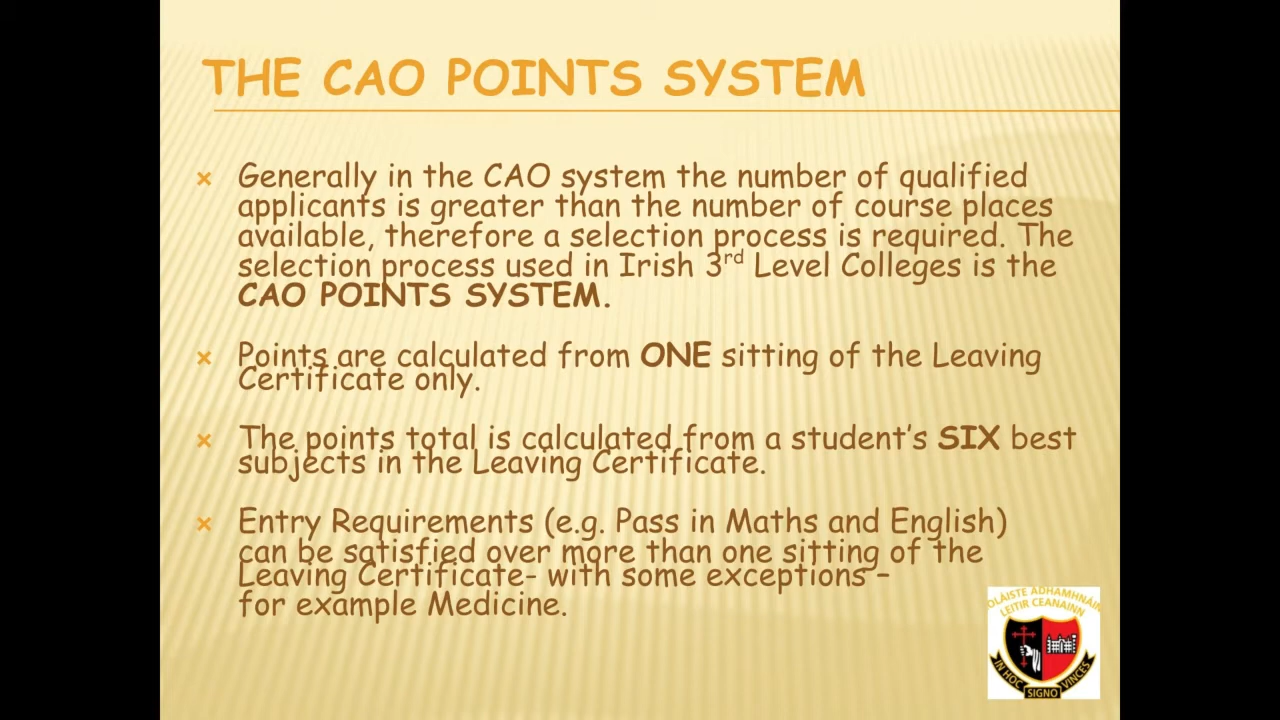 THE CAO POINTS SYSTEM
Generally in the CAO system the number of qualified
applicants is greater than the number of course places
available, therefore a selection process is required. The
selection process used in Irish 3rd Level Colleges is the
CAO POINTS SYSTEM.
Points are calculated from ONE sitting of the Leaving
Certificate only.
The points total is calculated from a student's SIX best
subjects in the Leaving Certificate.
Entry Requirements (e.g. Pass in Maths and English)
can be satisfied over more than one sitting of the
Leaving Certificate- with some exceptions –
for example Medicine.
OLÁISTE ADHAMHNÁIN
LEITIR CEANAINN
IN HOC SIGNO VINCES